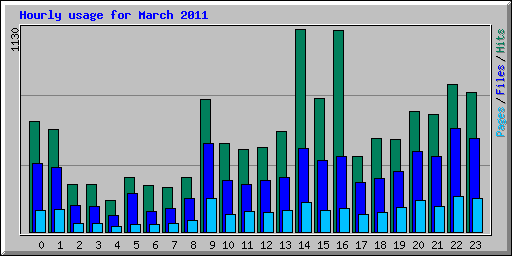 Hourly usage for March 2011
1130
Pages/Files/Hits
0 1 2 3 4 5 6 7 8 9 10 11 12 13 14 15 16 17 18 19 20 21 22 23